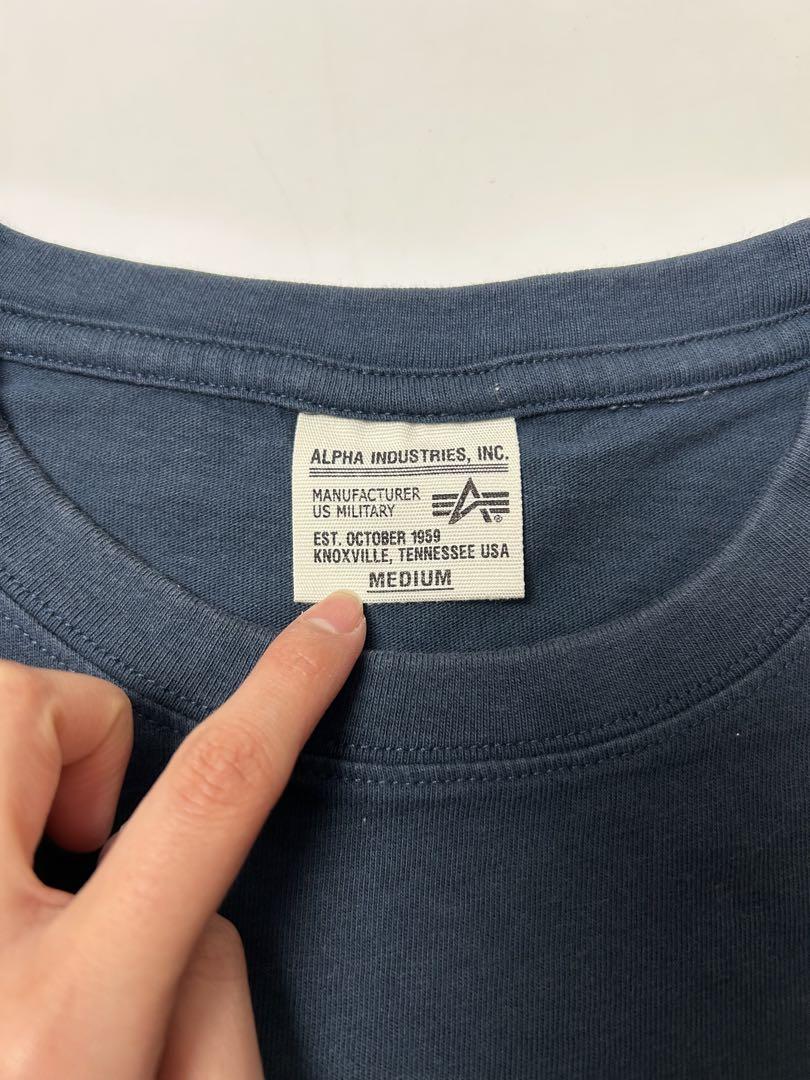 ALPHA INDUSTRIES, INC.
MANUFACTURER
US MILITARY
EST. OCTOBER 1959
KNOXVILLE, TENNESSEE USA
MEDIUM